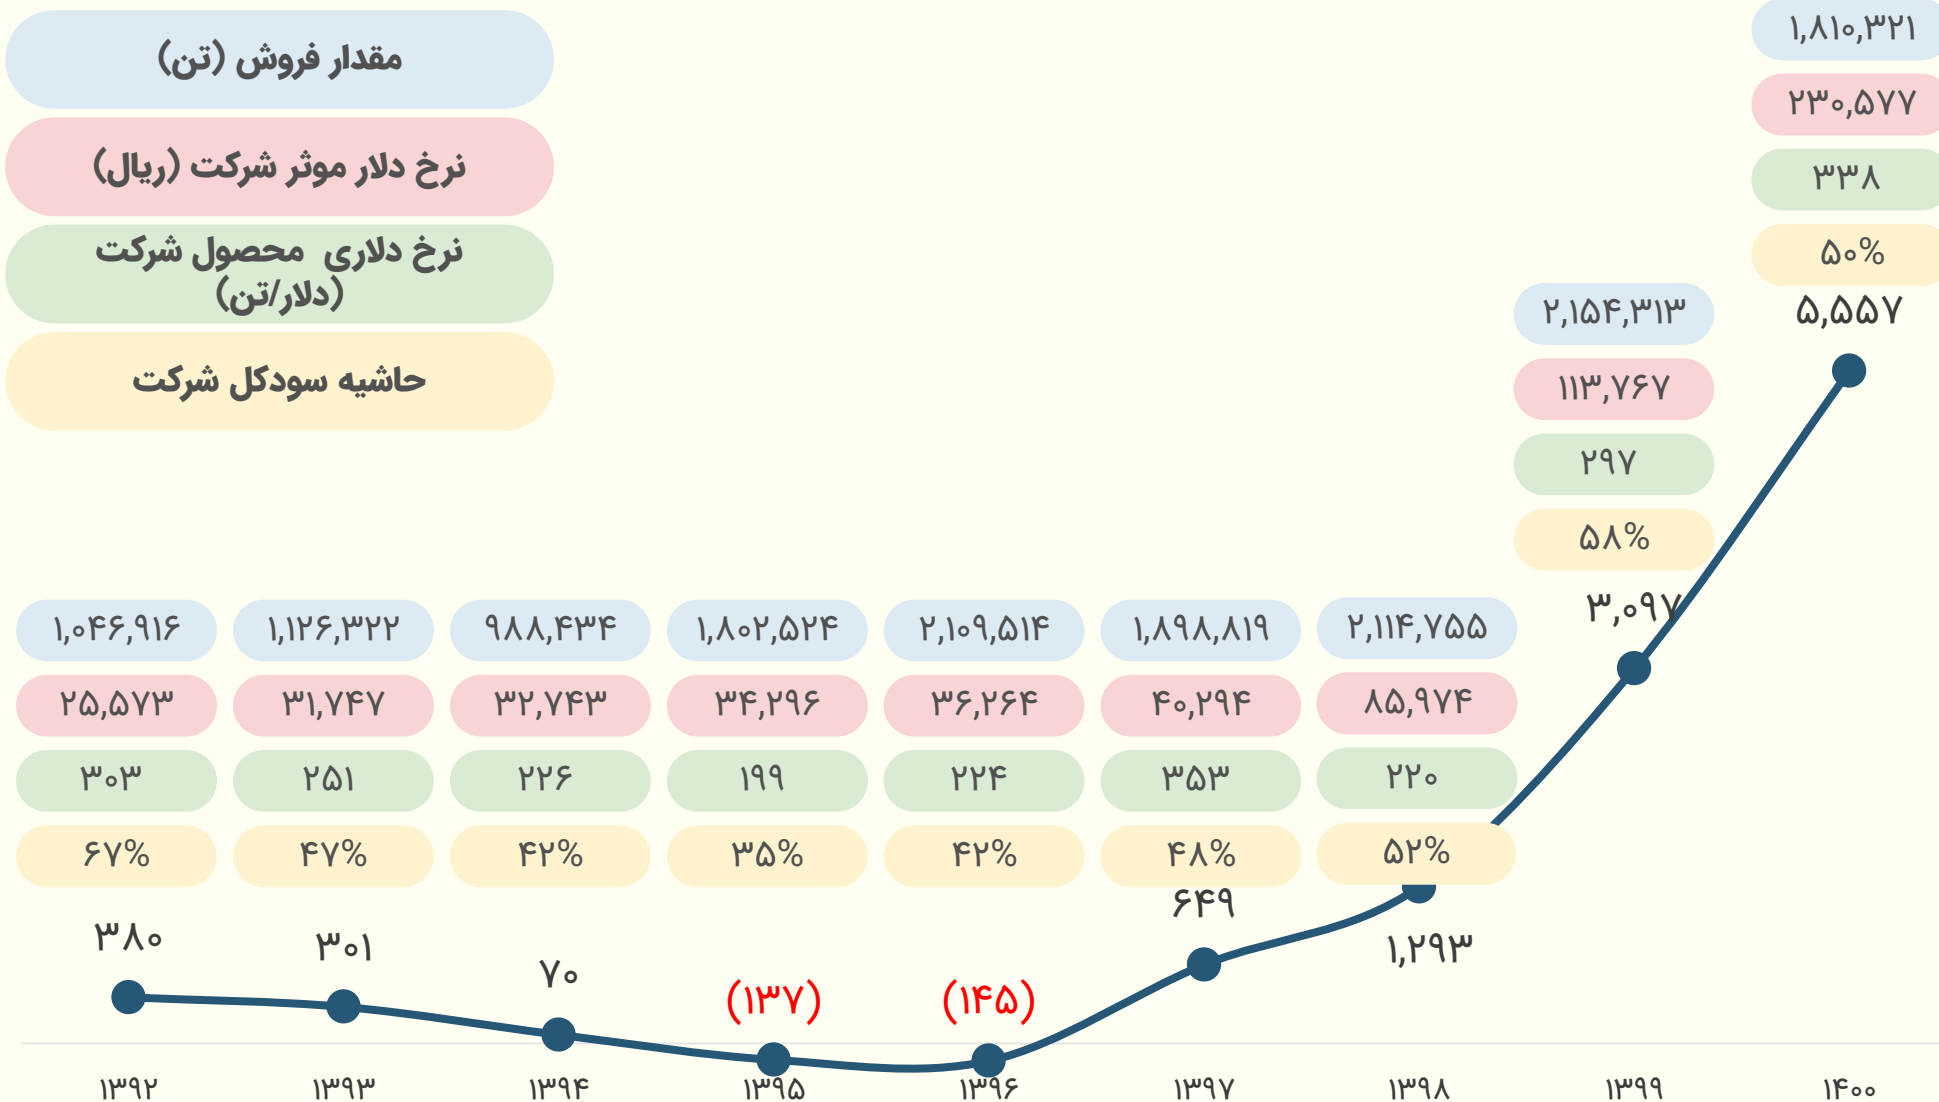 مقدار فروش (تن)
نرخ دلار موثر شرکت (ریال)
نرخ دلاری محصول شرکت
(دلار/تن)
حاشیه سودکل شرکت
۱,۸۱۰,۳۲۱
۲۳۰,۵۷۷
۳۳۸
۵۰%
۵,۵۵۷
۲,۱۵۴,۳۱۳
۱۱۳,۷۶۷
۲۹۷
۵۸%
۳,۰۹۷
۱,۰۴۶,۹۱۶ ۱,۱۲۶,۳۲۲ ۹۸۸,۴۳۴ ۱,۸۰۲,۵۲۴ ۲,۱۰۹,۵۱۴ ۱,۸۹۸,۸۱۹ ۲,۱۱۴,۷۵۵
۲۵,۵۷۳ ۳۱,۷۴۷ ۳۲,۷۴۳ ۳۴,۲۹۶ ۳۶,۲۶۴ ۴۰,۲۹۴ ۸۵,۹۷۴
۳۰۳ ۲۵۱ ۲۲۶ ۱۹۹ ۲۲۴ ۳۵۳ ۲۲۰
۶۷% ۴۷% ۴۲% ۳۵% ۴۲% ۴۸% ۵۲%
۳۸۰ ۳۰۱ ۷۰ (۱۳۷) (۱۴۵) ۶۴۹ ۱,۲۹۳
۱۳۹۲ ۱۳۹۳ ۱۳۹۴ ۱۳۹۵ ۱۳۹۶ ۱۳۹۷ ۱۳۹۸ ۱۳۹۹ ۱۴۰۰